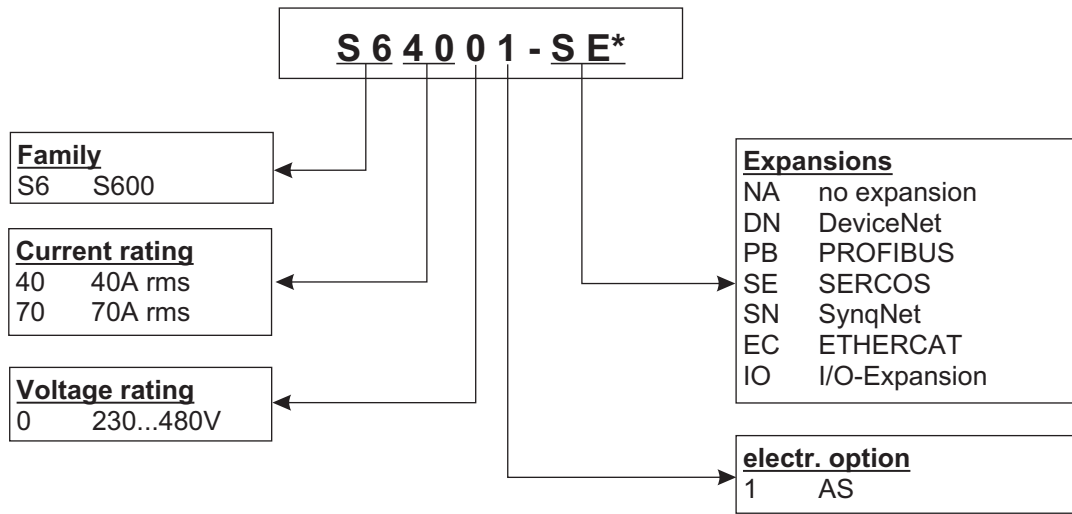 S 6 4 0 0 1 - S E*
Family
S6 S600
Current rating
40 40A rms
70 70A rms
Voltage rating
0 230...480V
Expansions
NA no expansion
DN DeviceNet
PB PROFIBUS
SE SERCOS
SN SynqNet
EC ETHERCAT
IO I/O-Expansion
electr. option
1 AS